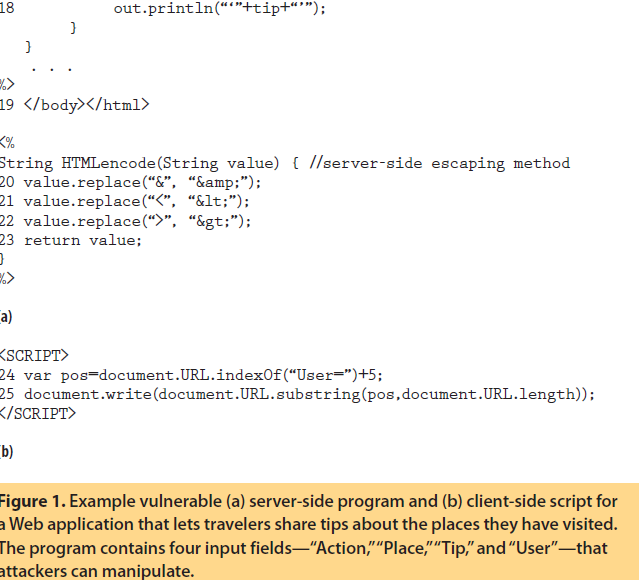 18 out.println("'"+tip+"'");
}
}
. . .
%>
19 </body></html>
<%
String HTMLencode(String value) { //server-side escaping method
20 value.replace("&", "&amp;");
21 value.replace("<", "&lt;");
22 value.replace(">", "&gt;");
23 return value;
}
%>
(a)
<SCRIPT>
24 var pos=document.URL.indexOf("User=")+5;
25 document.write(document.URL.substring(pos,document.URL.length));
</SCRIPT>
(b)
Figure 1. Example vulnerable (a) server-side program and (b) client-side script for
a Web application that lets travelers share tips about the places they have visited.
The program contains four input fields—“Action,” “Place,” “Tip,” and “User”—that
attackers can manipulate.